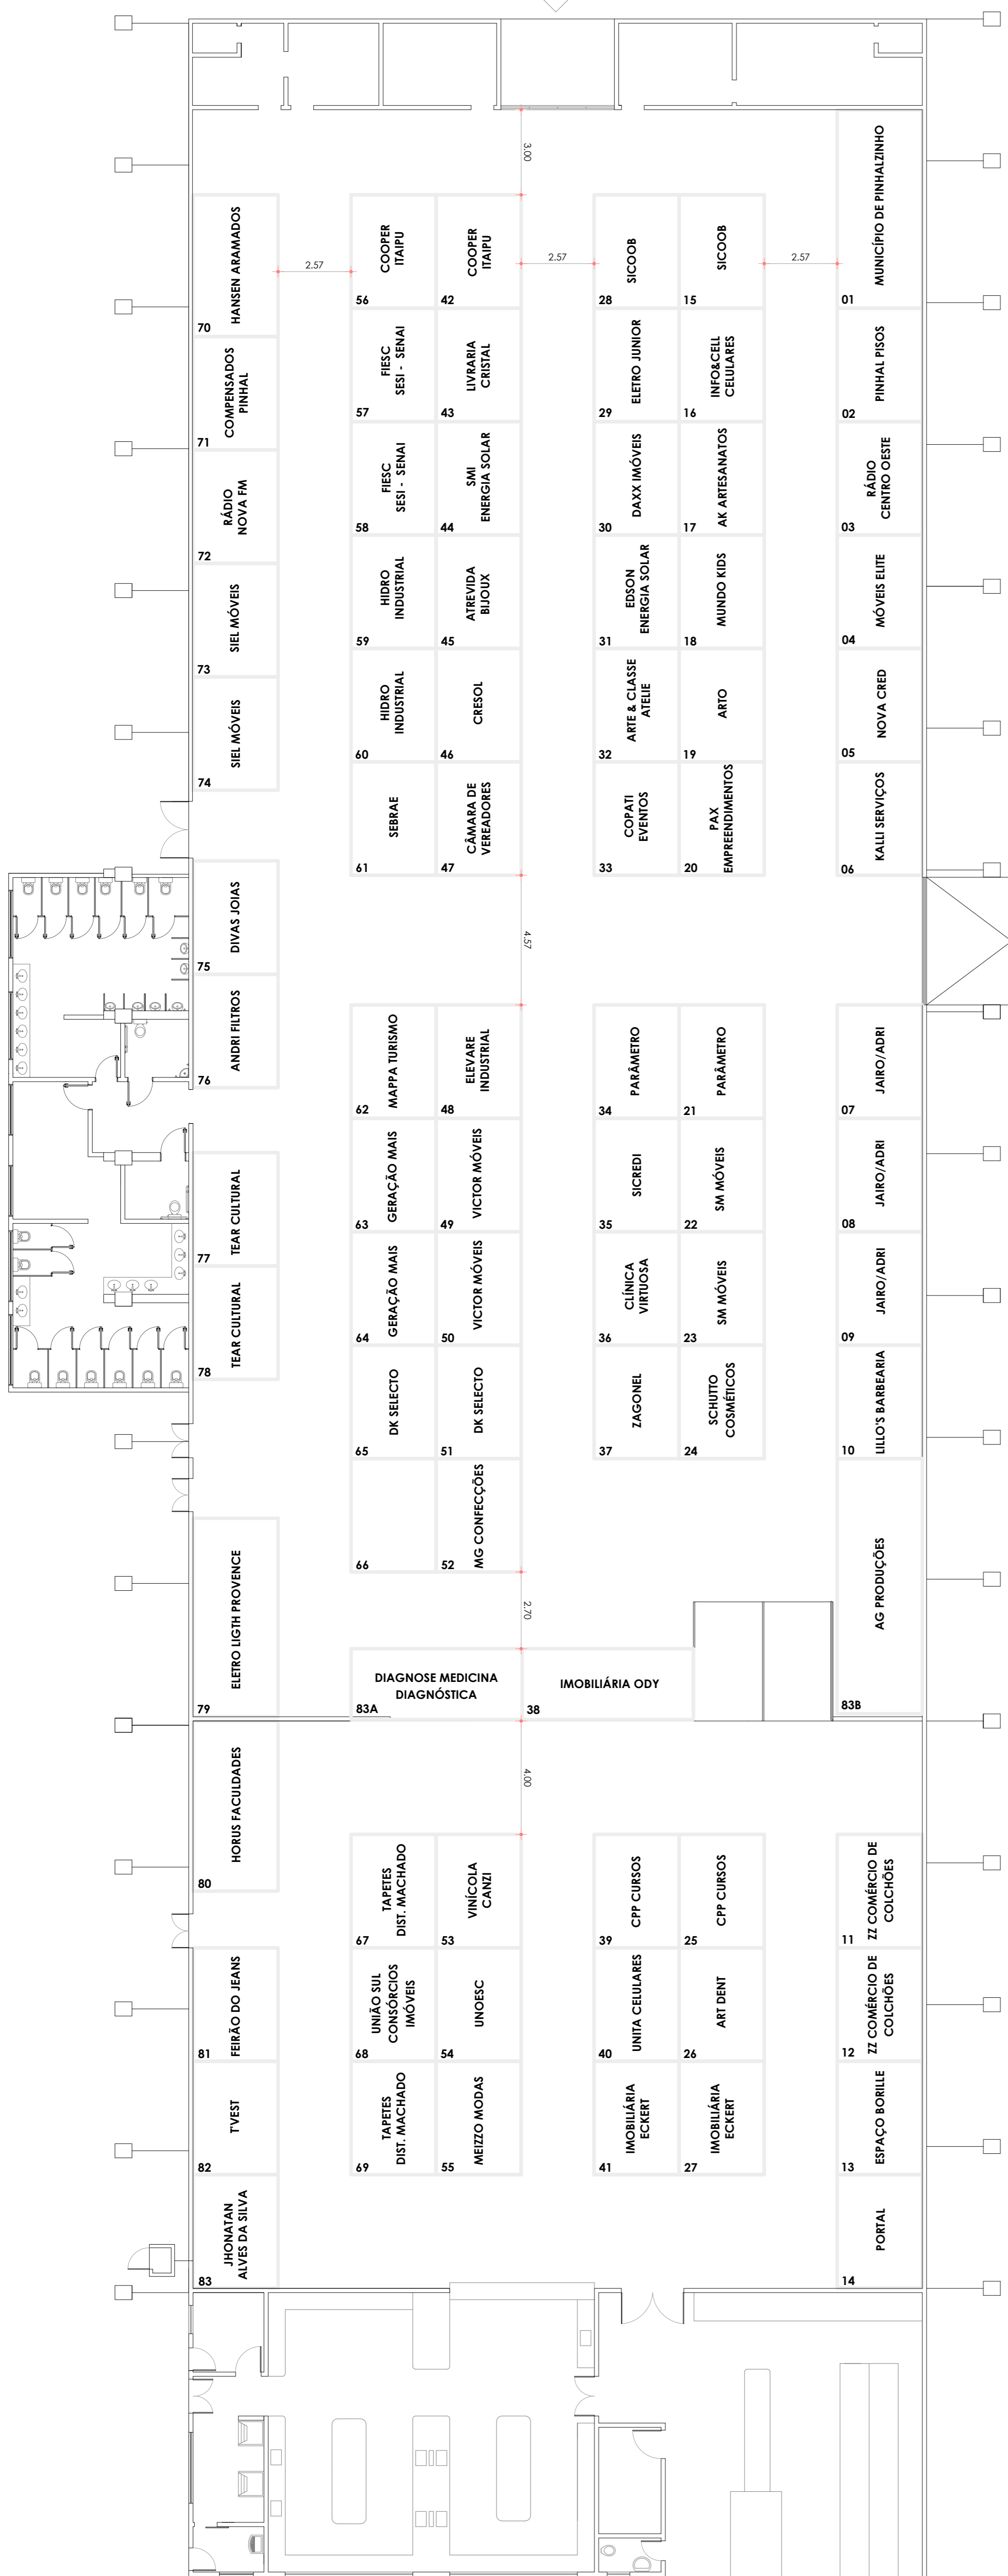 3.00
HANSEN ARAMADOS
70
2.57
COOPER
ITAIPU
56
COOPER
ITAIPU
42
2.57
SICOOB
28
SICOOB
15
2.57
MUNICÍPIO DE PINHALZINHO
01
COMPENSADOS
PINHAL
71
FIESC
SESI - SENAI
57
LIVRARIA
CRISTAL
43
ELETRO JUNIOR
29
INFO&CELL
CELULARES
16
PINHAL PISOS
02
RÁDIO
NOVA FM
72
FIESC
SESI - SENAI
58
SMI
ENERGIA SOLAR
44
DAXX IMÓVEIS
30
AK ARTESANATOS
17
RÁDIO
CENTRO OESTE
03
SIEL MÓVEIS
73
HIDRO
INDUSTRIAL
59
ATREVIDA
BIJOUX
45
EDSON
ENERGIA SOLAR
31
MUNDO KIDS
18
MÓVEIS ELITE
04
SIEL MÓVEIS
74
HIDRO
INDUSTRIAL
60
CRESOL
46
ARTE & CLASSE
ATELIE
32
ARTO
19
NOVA CRED
05
SEBRAE
61
CÂMARA DE
VEREADORES
47
COPATI
EVENTOS
33
PAX
EMPREENDIMENTOS
20
KALLI SERVIÇOS
06
DIVAS JOIAS
75
4.57
ANDRI FILTROS
76
MAPPA TURISMO
62
ELEVARE
INDUSTRIAL
48
PARÂMETRO
34
PARÂMETRO
21
JAIRO/ADRI
07
TEAR CULTURAL
77
GERAÇÃO MAIS
63
VICTOR MÓVEIS
49
SICREDI
35
SM MÓVEIS
22
JAIRO/ADRI
08
TEAR CULTURAL
78
GERAÇÃO MAIS
64
VICTOR MÓVEIS
50
CLÍNICA
VIRTUOSA
36
SM MÓVEIS
23
JAIRO/ADRI
09
DK SELECTO
65
DK SELECTO
51
ZAGONEL
37
SCHUTTO
COSMÉTICOS
24
LILLO'S BARBEARIA
10
66
MG CONFECÇÕES
52
ELETRO LIGTH PROVENCE
79
2.70
AG PRODUÇÕES
83B
DIAGNOSE MEDICINA
DIAGNÓSTICA
83A
IMOBILIÁRIA ODY
38
HORUS FACULDADES
80
4.00
TAPETES
DIST. MACHADO
67
VINÍCOLA
CANZI
53
CPP CURSOS
39
CPP CURSOS
25
ZZ COMÉRCIO DE
COLCHÕES
11
FEIRÃO DO JEANS
81
UNIÃO SUL
CONSÓRCIOS
IMÓVEIS
68
UNOESC
54
UNITA CELULARES
40
ART DENT
26
ZZ COMÉRCIO DE
COLCHÕES
12
T'VEST
82
TAPETES
DIST. MACHADO
69
MEIZZO MODAS
55
IMOBILIÁRIA
ECKERT
41
IMOBILIÁRIA
ECKERT
27
ESPAÇO BORILLE
13
JHONATAN
ALVES DA SILVA
83
PORTAL
14